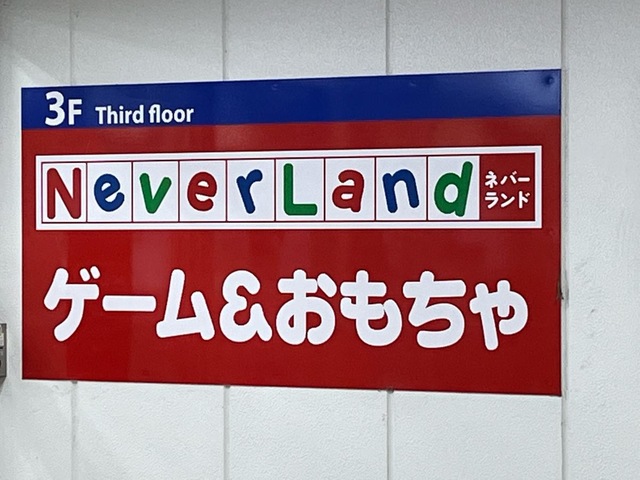 3F Third floor
NeverLand
ネバー
ランド
ゲーム&おもちゃ